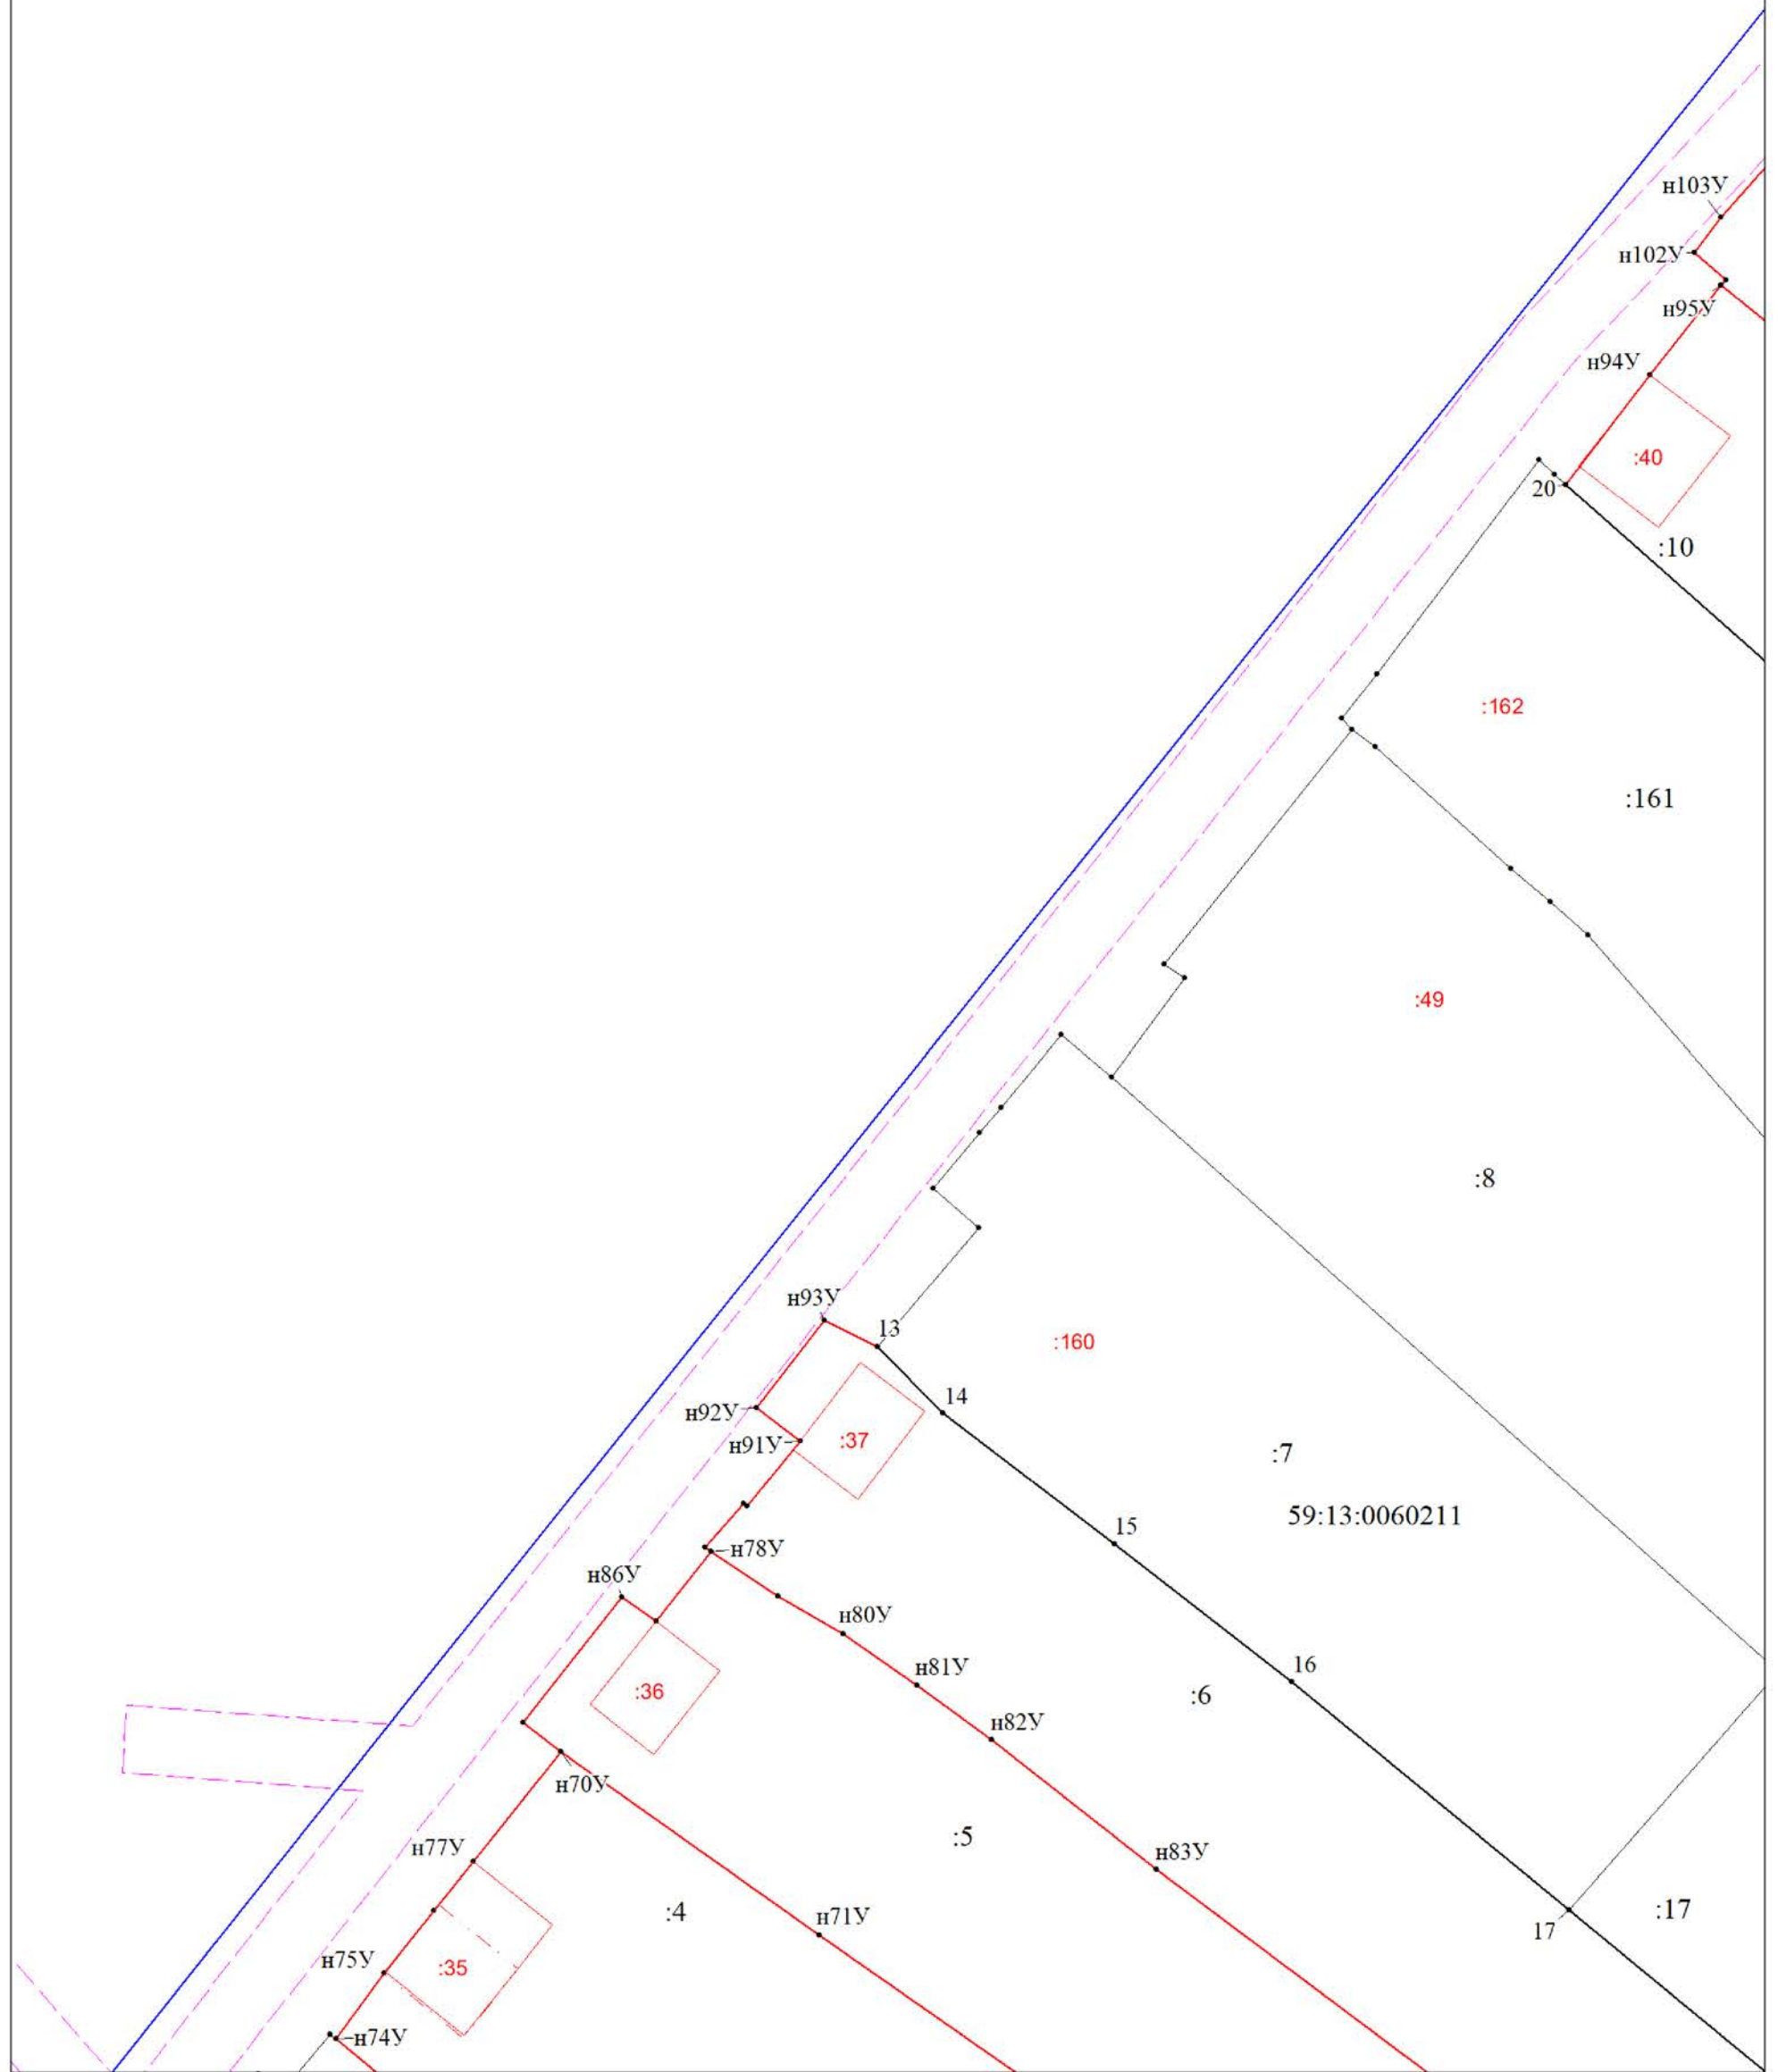 н103У
н102У
н95У
н94У
:40
20
:10
:162
:161
:49
:8
н93У
13
:160
14
н92У
н91У
:37
:7
59:13:0060211
15
н78У
н86У
н80У
16
н81У
:36
:6
н82У
н70У
:5
н77У
н83У
:4
н71У
:17
17
н75У
:35
н74У